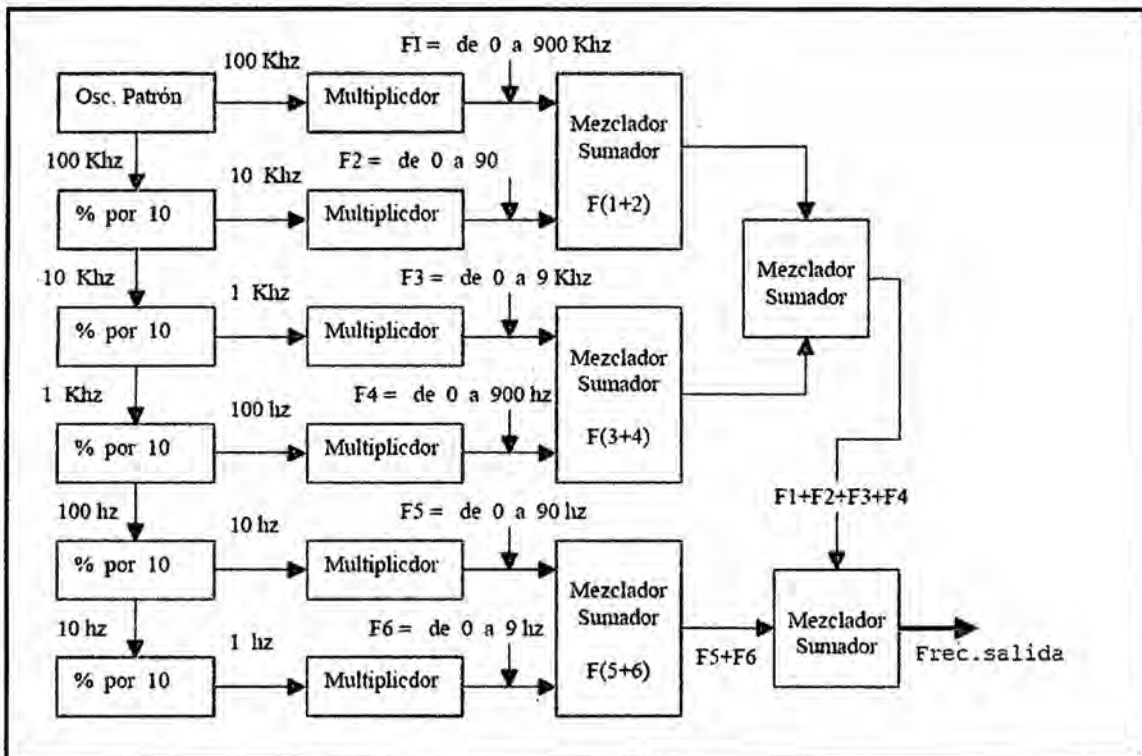 100 Khz
FI = de 0 a 900 Khz
Osc. Patrón
Multiplicdor
Mezclador
Sumador
F(1+2)
100 Khz
10 Khz
F2 = de 0 a 90
% por 10
Multiplicdor
Mezclador
Sumador
10 Khz
1 Khz
F3 = de 0 a 9 Khz
% por 10
Multiplicdor
Mezclador
Sumador
F(3+4)
1 Khz
100 hz
F4 = de 0 a 900 hz
% por 10
Multiplicdor
F1+F2+F3+F4
100 hz
10 hz
F5 = de 0 a 90 hz
% por 10
Multiplicdor
Mezclador
Sumador
F(5+6)
10 hz
1 hz
F6 = de 0 a 9 hz
% por 10
Multiplicdor
F5+F6
Mezclador
Sumador
Frec.salida